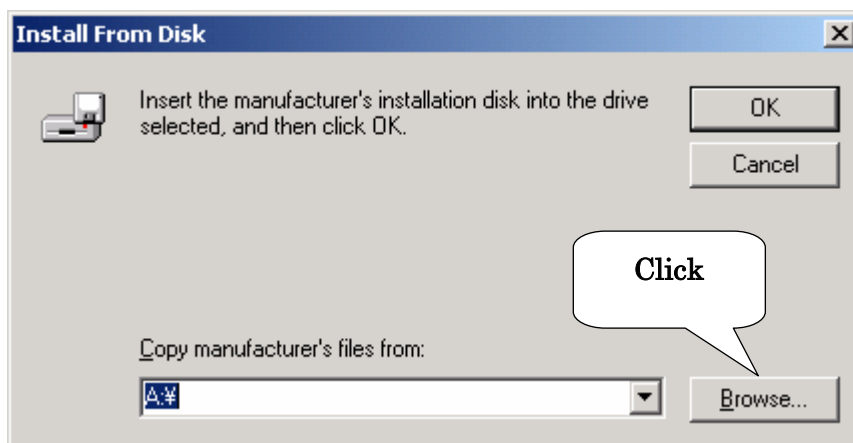 Install From Disk
Insert the manufacturer's installation disk into the drive
selected, and then click OK.
OK
Cancel
Click
Copy manufacturer's files from:
A:¥
Browse...